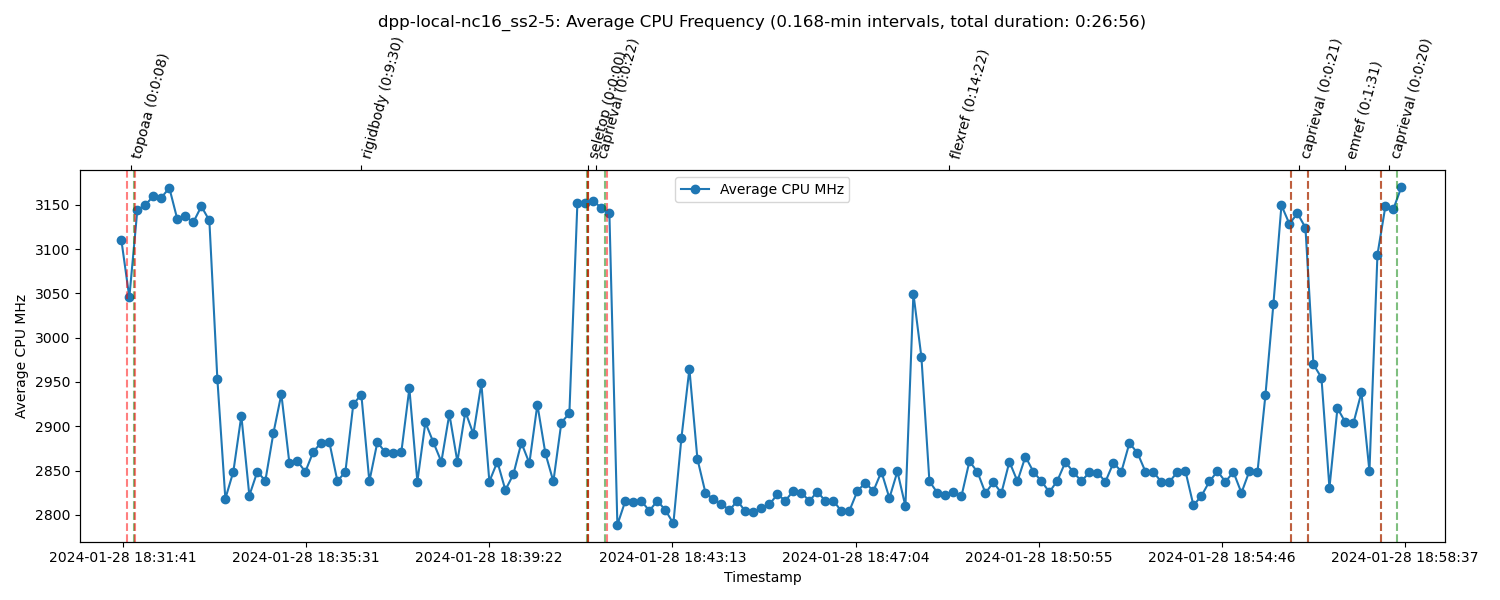 dpp-local-nc16_ss2-5: Average CPU Frequency (0.168-min intervals, total duration: 0:26:56)
topoaa (0:0:08)
rigidbody (0:9:30)
seletop (0:0:00)
caprieval (0:0:22)
flexref (0:14:22)
caprieval (0:0:21)
emref (0:1:31)
caprieval (0:0:20)
Average CPU MHz
3150
3100
3050
3000
2950
2900
2850
2800
Average CPU MHz
2024-01-28 18:31:41
2024-01-28 18:35:31
2024-01-28 18:39:22
2024-01-28 18:43:13
2024-01-28 18:47:04
2024-01-28 18:50:55
2024-01-28 18:54:46
2024-01-28 18:58:37
Timestamp